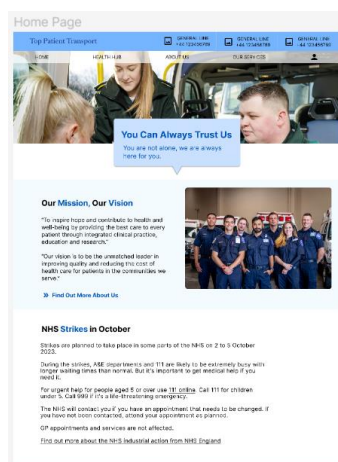 Home Page
Top Patient Transport
GENERAL LINE
+44 123456789
GENERAL LINE
+44 123456789
GENERAL LINE
+44 123456789
HOME
HEALTH HUB
ABOUT US
OUR SERVICES
You Can Always Trust Us
You are not alone, we are always
here for you.
Our Mission, Our Vision
"To inspire hope and contribute to health and
well-being by providing the best care to every
patient through integrated clinical practice,
education and research."
"Our vision is to be the unmatched leader in
improving quality and reducing the cost of
health care for patients in the communities we
serve."
Find Out More About Us
NHS Strikes in October
Strikes are planned to take place in some parts of the NHS on 2 to 5 October
2023.
During the strikes, A&E departments and 111 are likely to be extremely busy with
longer waiting times than normal. But it's important to get medical help if you
need it.
For urgent help for people aged 5 or over use 111 online. Call 111 for children
under 5. Call 999 if it's a life-threatening emergency.
The NHS will contact you if you have an appointment that needs to be changed. If
you have not been contacted, attend your appointment as planned.
GP appointments and services are not affected.
Find out more about the NHS industrial action from NHS England